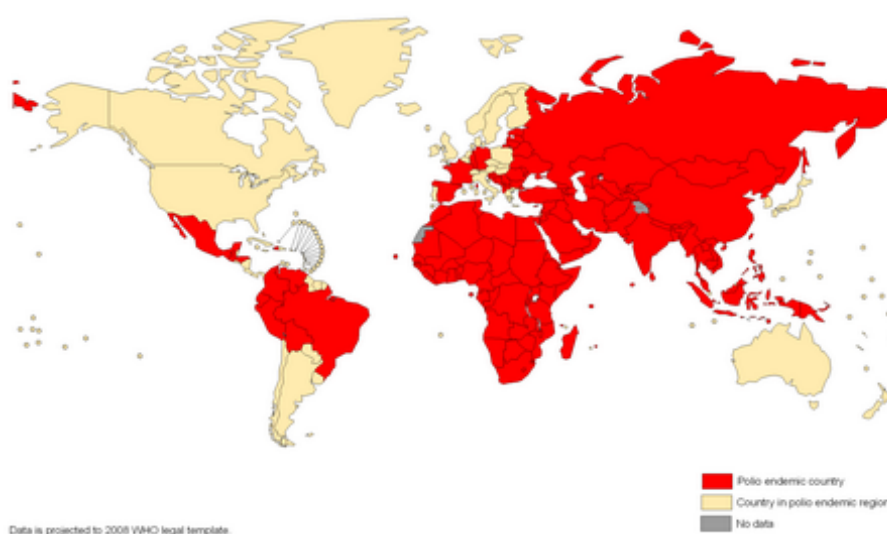 Polio endemic country
Country in polio endemic region
No data
Data is projected to 2008 WHO legal template.